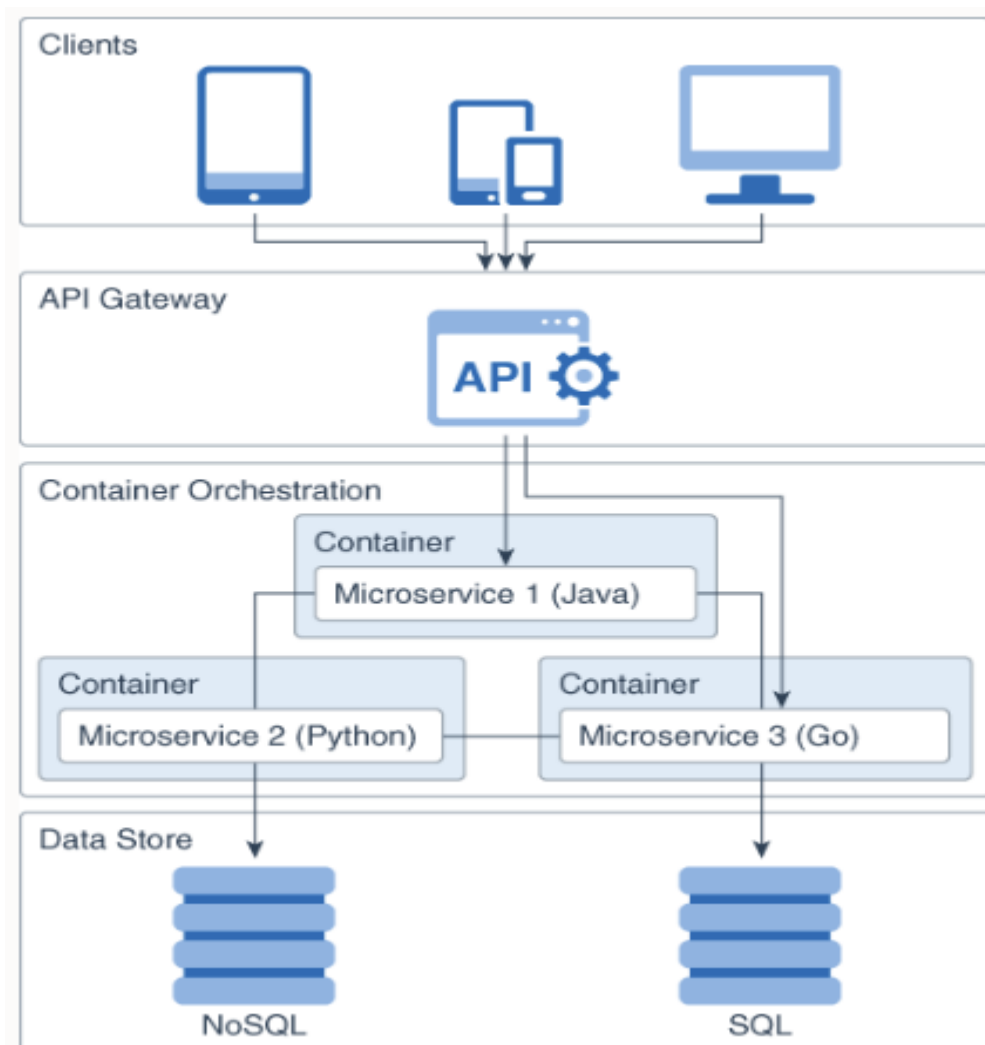 Clients
API Gateway
API
Container Orchestration
Container
Microservice 1 (Java)
Container
Container
Microservice 2 (Python)
Microservice 3 (Go)
Data Store
NoSQL
SQL